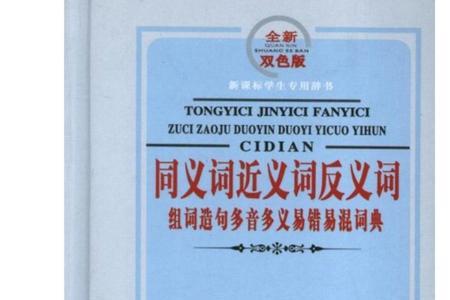 全新
QUAN XIN
SHUANG SE BAN
双色版
新课标学生专用辞书
TONGYICI JINYICI FANYICI
ZUCI ZAOJU DUOYIN DUOYI YICUO YIHUN
CIDIAN
同义词近义词反义词
组词造句多音多义易错易混词典